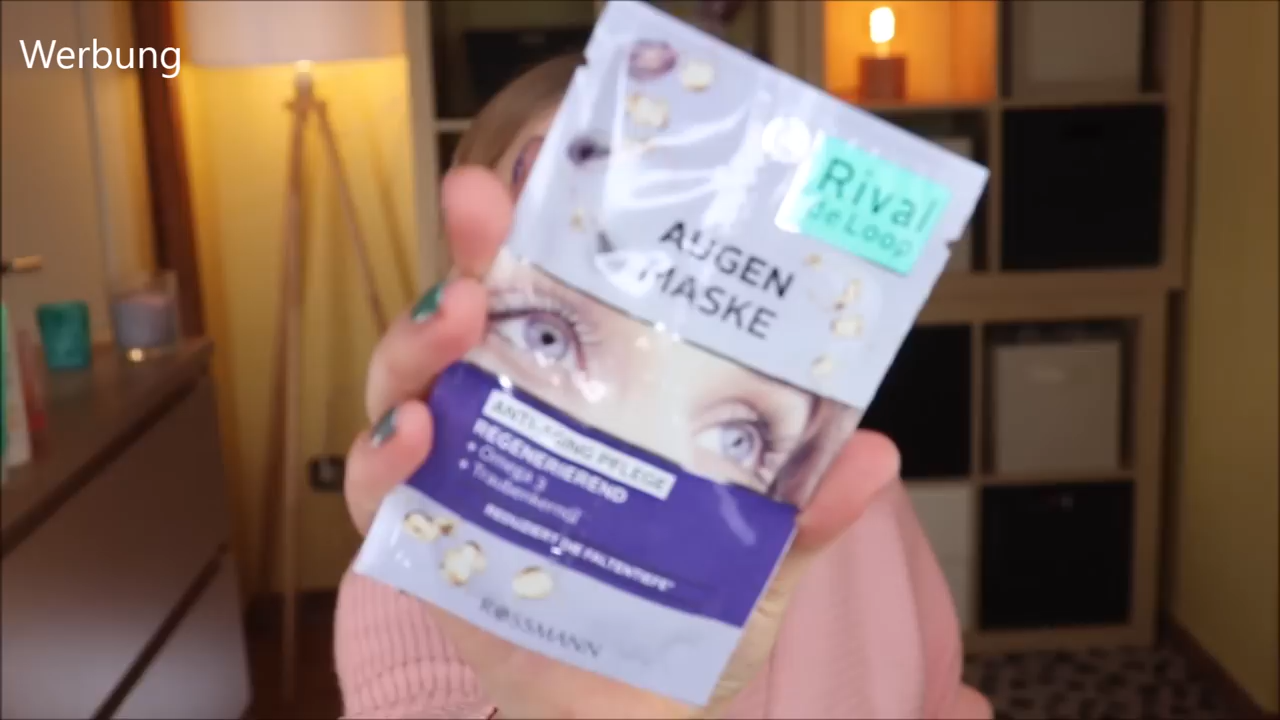 Werbung
Rival
de Loop
AUGEN
MASKE
ANTI-AGING PFLEGE
REGENERIEREND
• Omega 3
• Traubenkernöl
REDUZIERT DIE FALTENTIEFE*
ROSSMANN